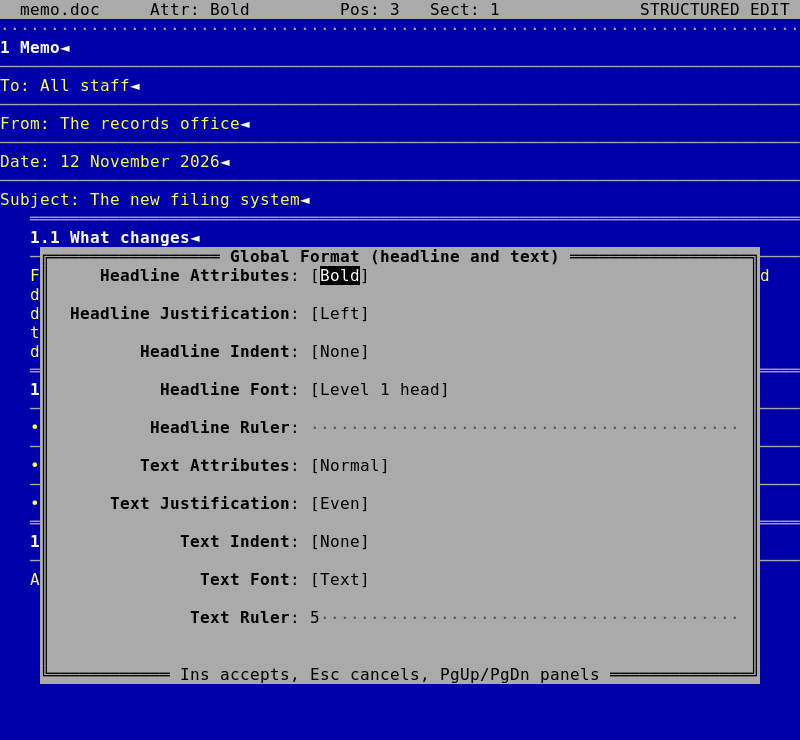 memo.doc Attr: Bold Pos: 3 Sect: 1 STRUCTURED EDIT
1 Memo◄
To: All staff◄
From: The records office◄
Date: 12 November 2026◄
Subject: The new filing system◄
1.1 What changes◄
Global Format (headline and text)
F Headline Attributes: [Bold] d
d
d Headline Justification: [Left]
t
d Headline Indent: [None]
1 Headline Font: [Level 1 head]
• Headline Ruler:
• Text Attributes: [Normal]
• Text Justification: [Even]
1 Text Indent: [None]
A Text Font: [Text]
Text Ruler: 5
Ins accepts, Esc cancels, PgUp/PgDn panels